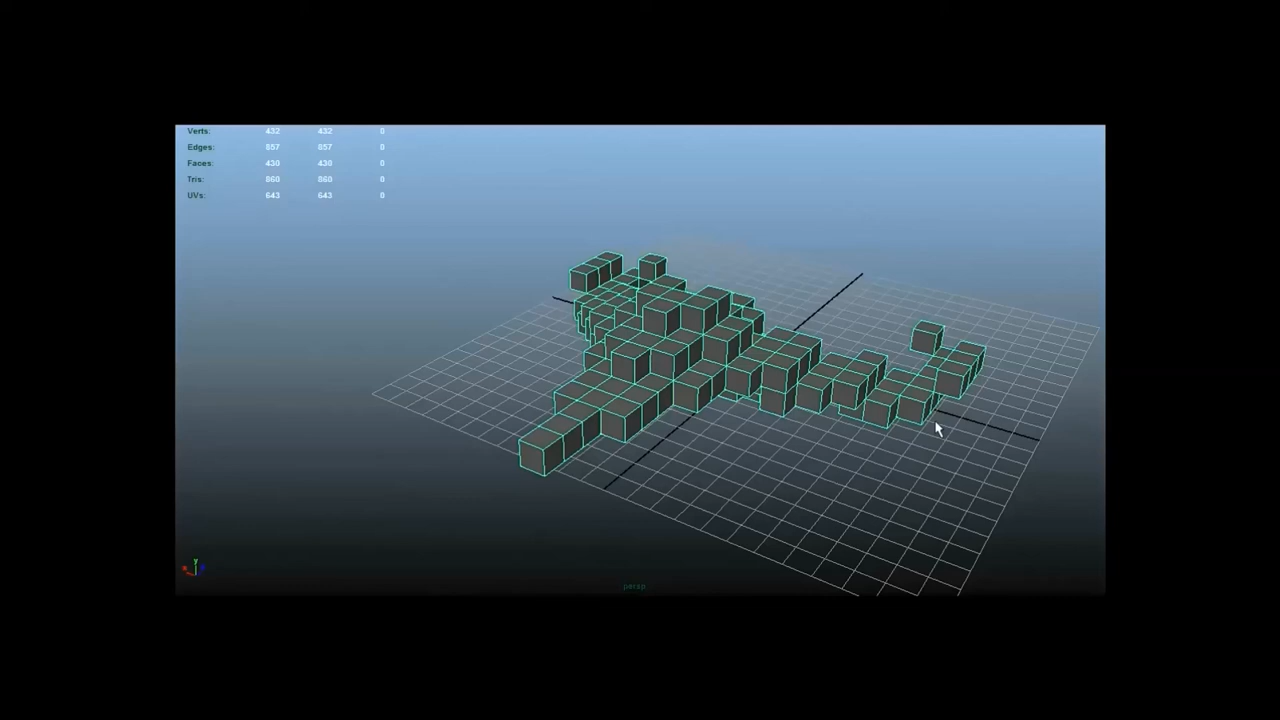 Verts: 432 432 0
Edges: 857 857 0
Faces: 430 430 0
Tris: 860 860 0
UVs: 643 643 0
y
persp